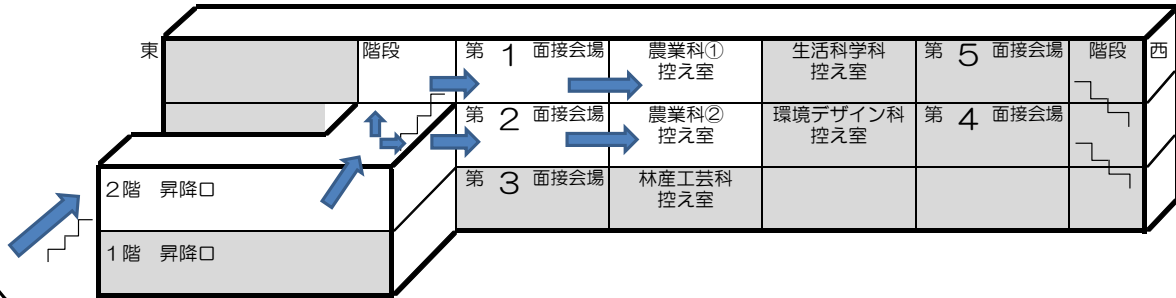 東
階段
第 1 面接会場
農業科①
控え室
生活科学科
控え室
第 5 面接会場
階段
西
第 2 面接会場
農業科②
控え室
環境デザイン科
控え室
第 4 面接会場
第 3 面接会場
林産工芸科
控え室
2階 昇降口
1階 昇降口